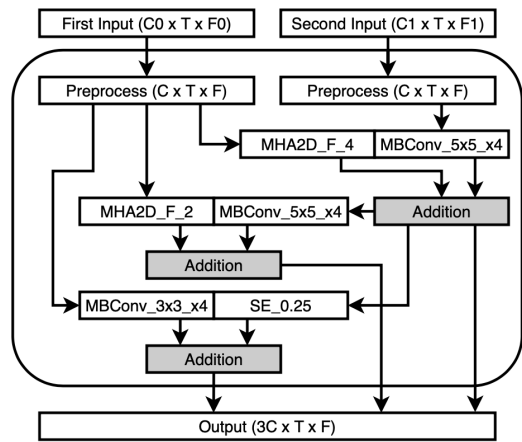 First Input (C0 x T x F0)
Second Input (C1 x T x F1)
Preprocess (C x T x F)
Preprocess (C x T x F)
MHA2D_F_4
MBConv_5x5_x4
MHA2D_F_2
MBConv_5x5_x4
Addition
Addition
MBConv_3x3_x4
SE_0.25
Addition
Output (3C x T x F)